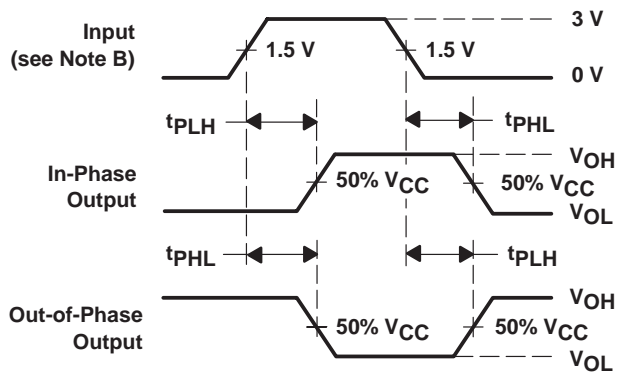 Input
(see Note B)
1.5 V
1.5 V
3 V
0 V
tPLH
tPHL
In-Phase
Output
50% VCC
50% VCC
VOH
VOL
tPHL
tPLH
Out-of-Phase
Output
50% VCC
50% VCC
VOH
VOL